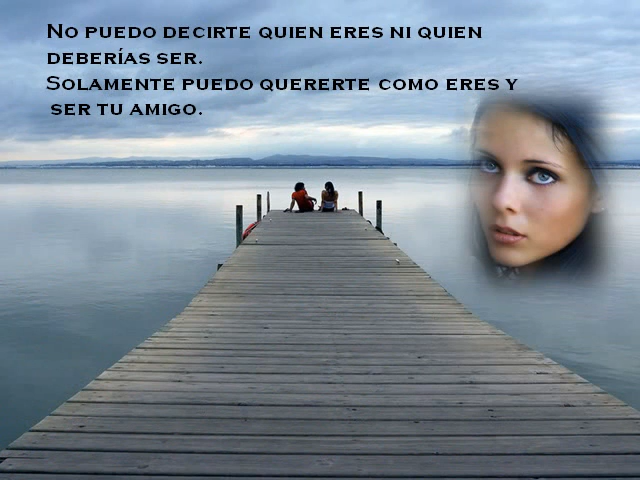 No puedo decirte quien eres ni quien
deberías ser.
Solamente puedo quererte como eres y
ser tu amigo.